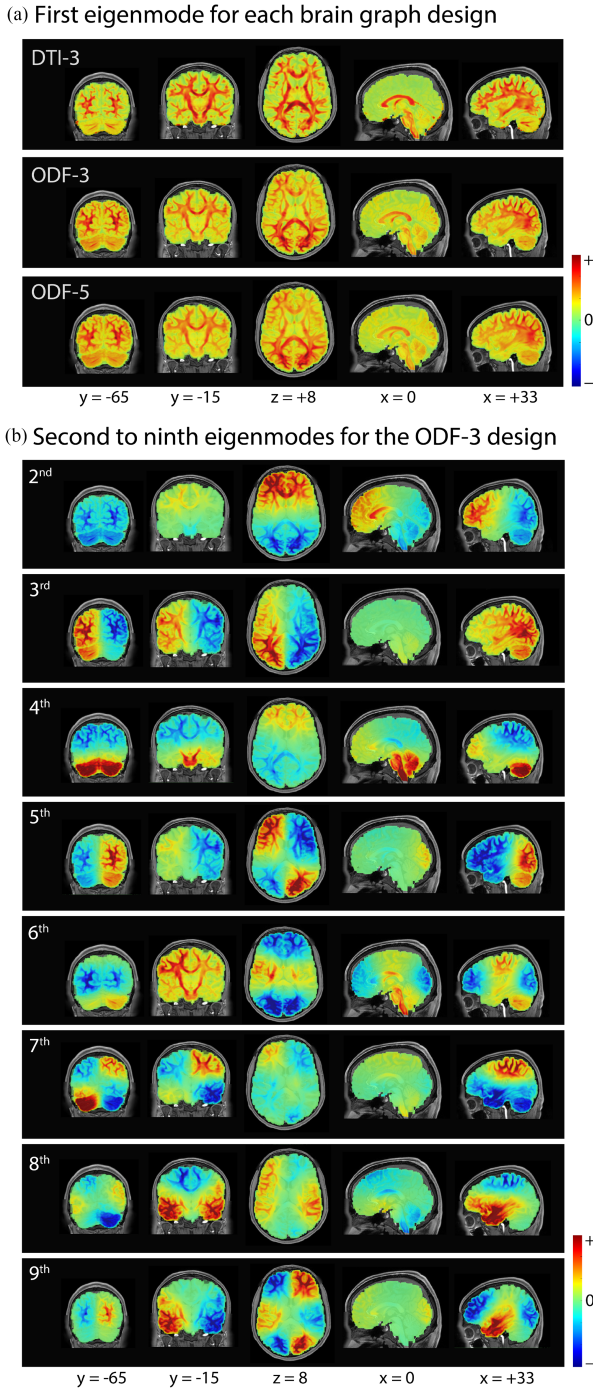 (a) First eigenmode for each brain graph design
DTI-3
ODF-3
ODF-5
+
0
–
y = -65 y = -15 z = +8 x = 0 x = +33
(b) Second to ninth eigenmodes for the ODF-3 design
2nd
3rd
4th
5th
6th
7th
8th
9th
+
0
–
y = -65 y = -15 z = 8 x = 0 x = +33